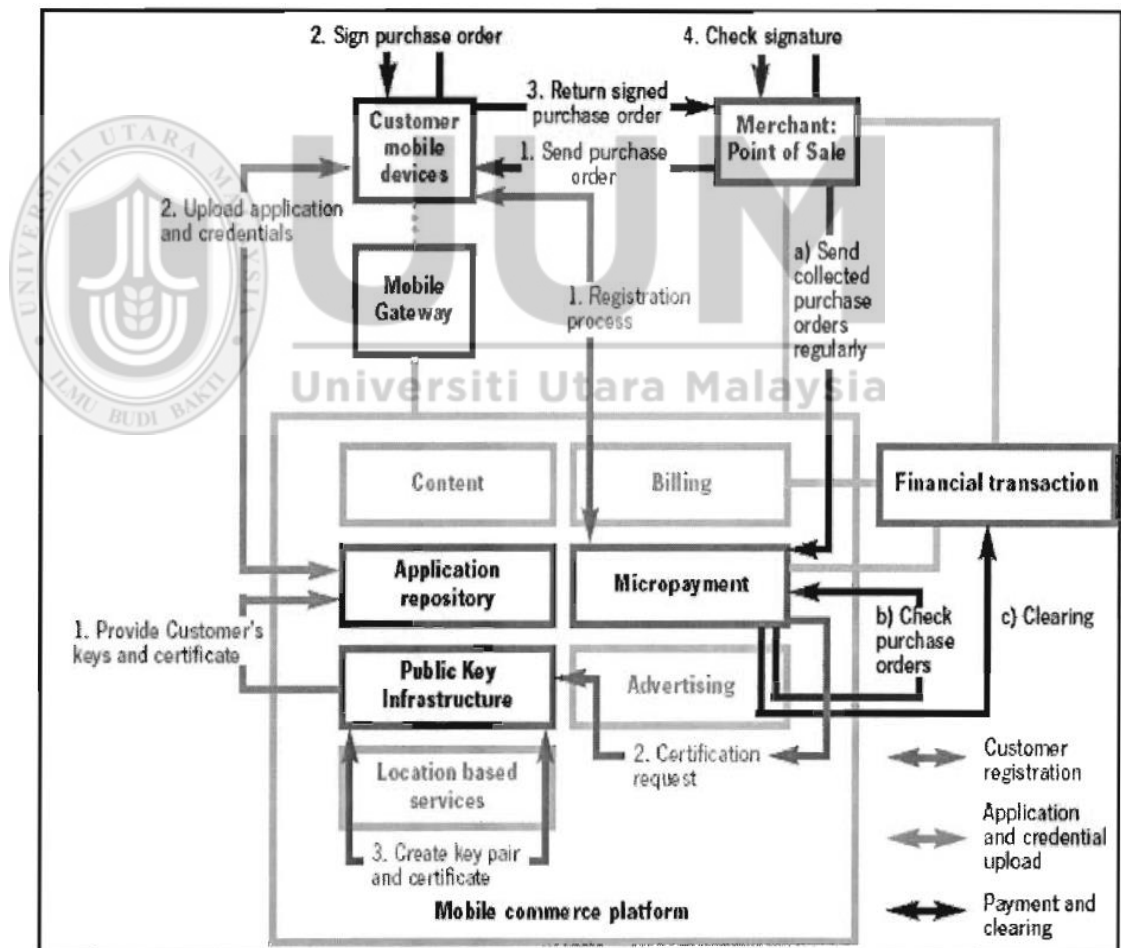 2. Sign purchase order
4. Check signature
Customer
mobile
devices
3. Return signed
purchase order
1. Send purchase
order
Merchant:
Point of Sale
2. Upload application
and credentials
UNIVERSITI UTARA MALAYSIA
ILMU BUDI BAKTI
UUM
Universiti Utara Malaysia
Mobile
Gateway
1. Registration
process
a) Send
collected
purchase
orders
regularly
Content
Billing
Financial transaction
Application
repository
Micropayment
1. Provide Customer's
keys and certificate
b) Check
purchase
orders
c) Clearing
Public Key
Infrastructure
Advertising
2. Certification
request
Location based
services
3. Create key pair
and certificate
Mobile commerce platform
Customer
registration
Application
and credential
upload
Payment and
clearing